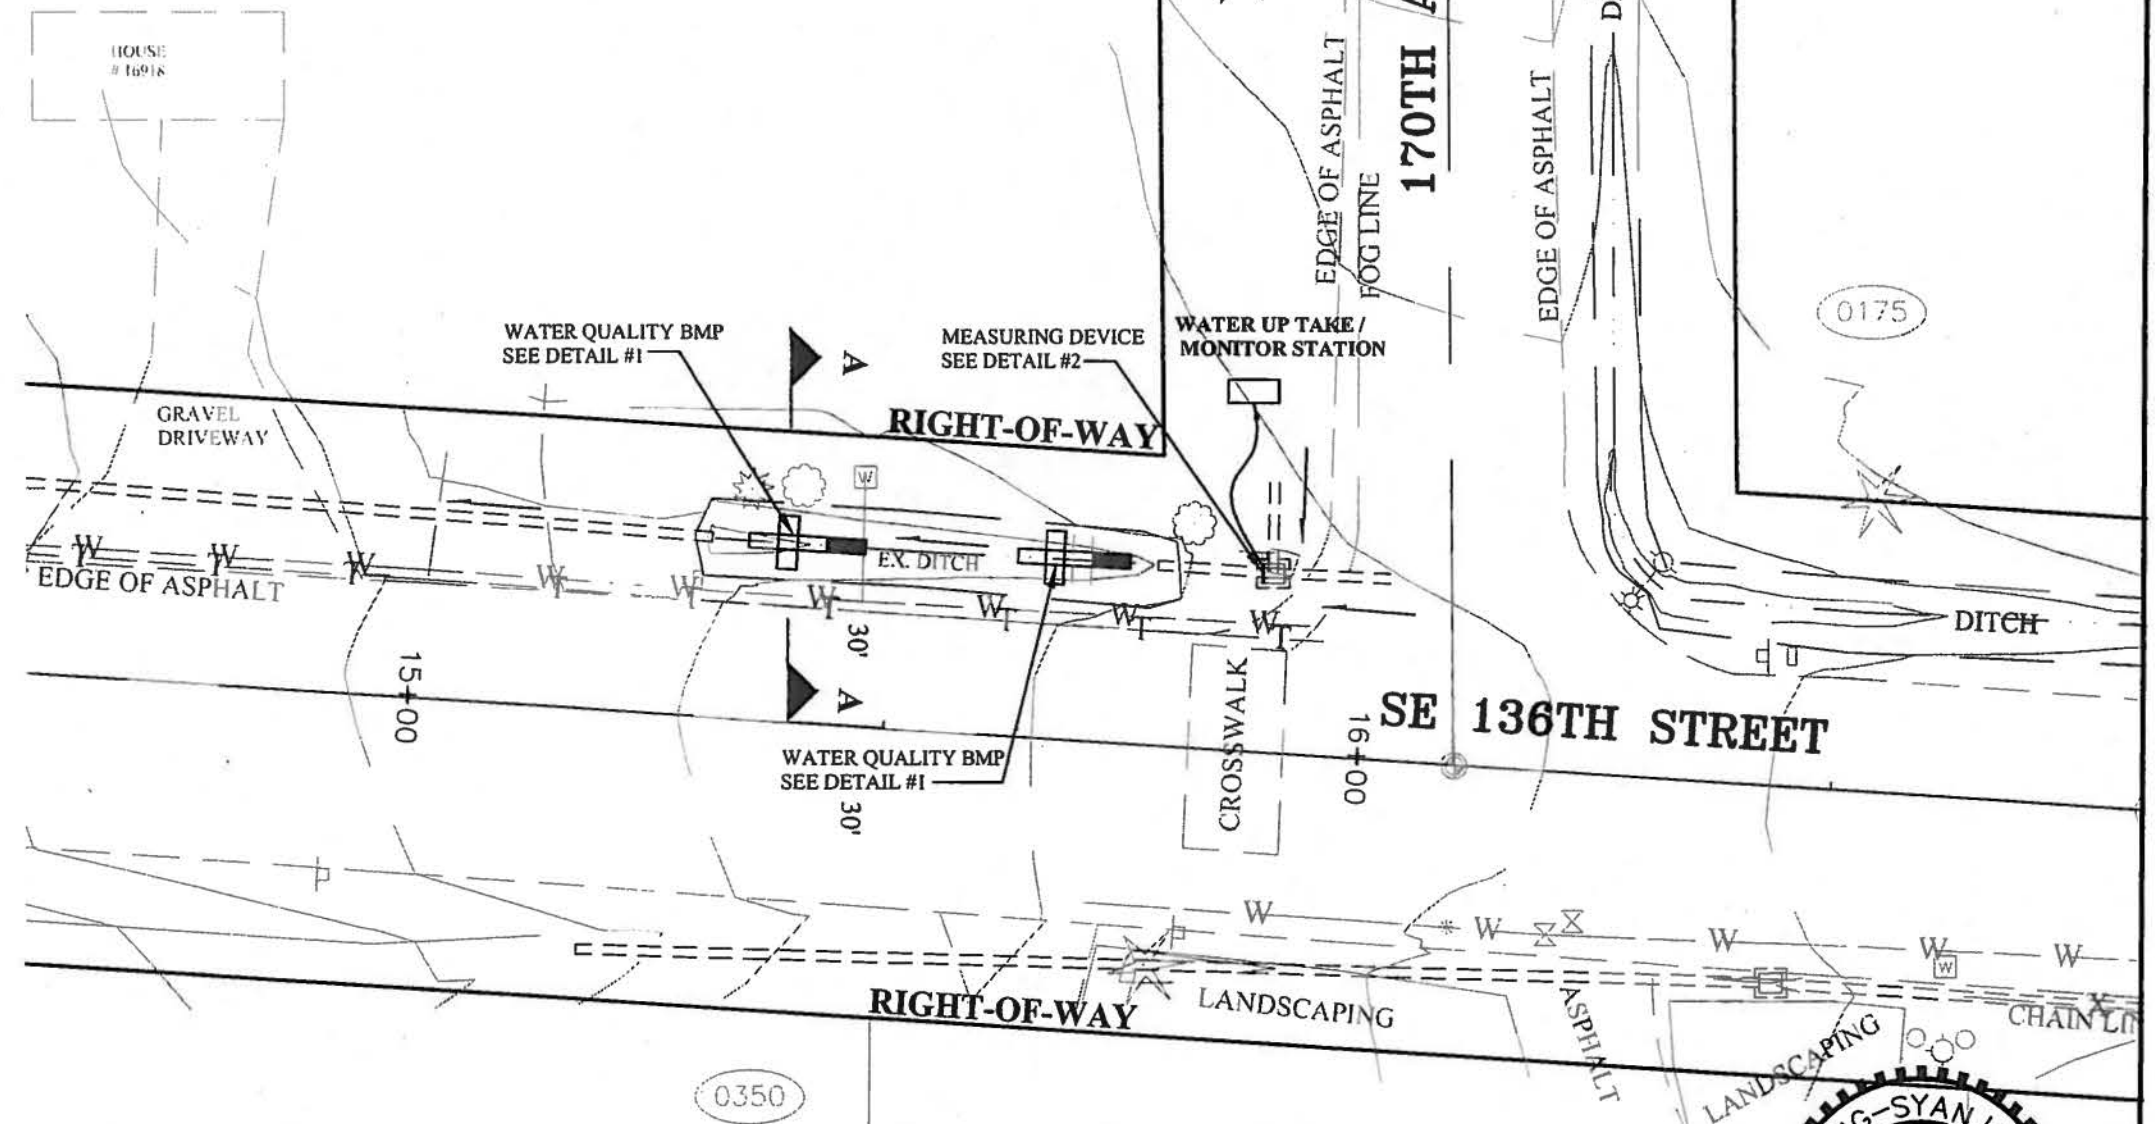 HOUSE
# 16918
EDGE OF ASPHALT
FOG LINE
170TH
EDGE OF ASPHALT
0175
WATER QUALITY BMP
SEE DETAIL #1
A
MEASURING DEVICE
SEE DETAIL #2
WATER UP TAKE /
MONITOR STATION
GRAVEL
DRIVEWAY
RIGHT-OF-WAY
W
EX. DITCH
W W W W W W W W W
T T T T T T T T
EDGE OF ASPHALT
DITCH
30'
15+00
A
CROSSWALK
16+00
SE 136TH STREET
WATER QUALITY BMP
SEE DETAIL #1
30'
W W W W W
W
RIGHT-OF-WAY
LANDSCAPING
ASPHALT
LANDSCAPING
X
CHAIN
0350
G-SYAN